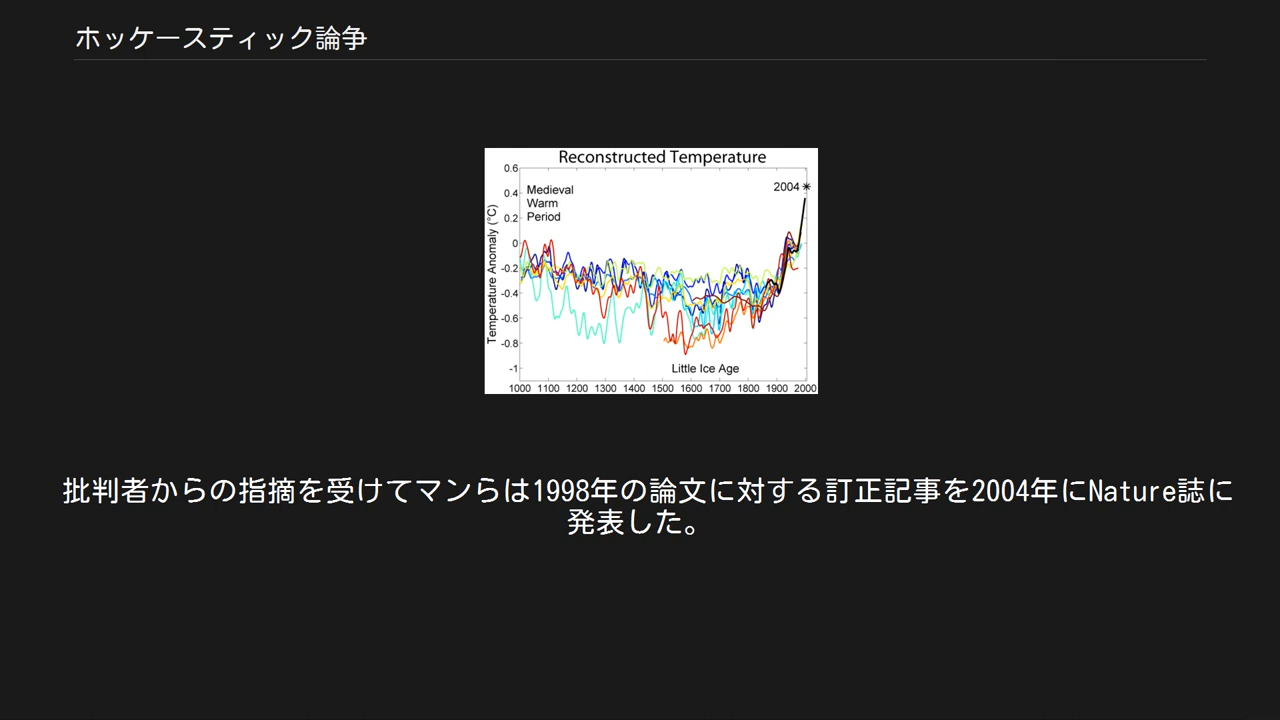 ホッケースティック論争
Reconstructed Temperature
0.6
0.4
0.2
0
-0.2
-0.4
-0.6
-0.8
-1
Temperature Anomaly (°C)
Medieval
Warm
Period
2004 *
Little Ice Age
1000 1100 1200 1300 1400 1500 1600 1700 1800 1900 2000
批判者からの指摘を受けてマンらは1998年の論文に対する訂正記事を2004年にNature誌に
発表した。